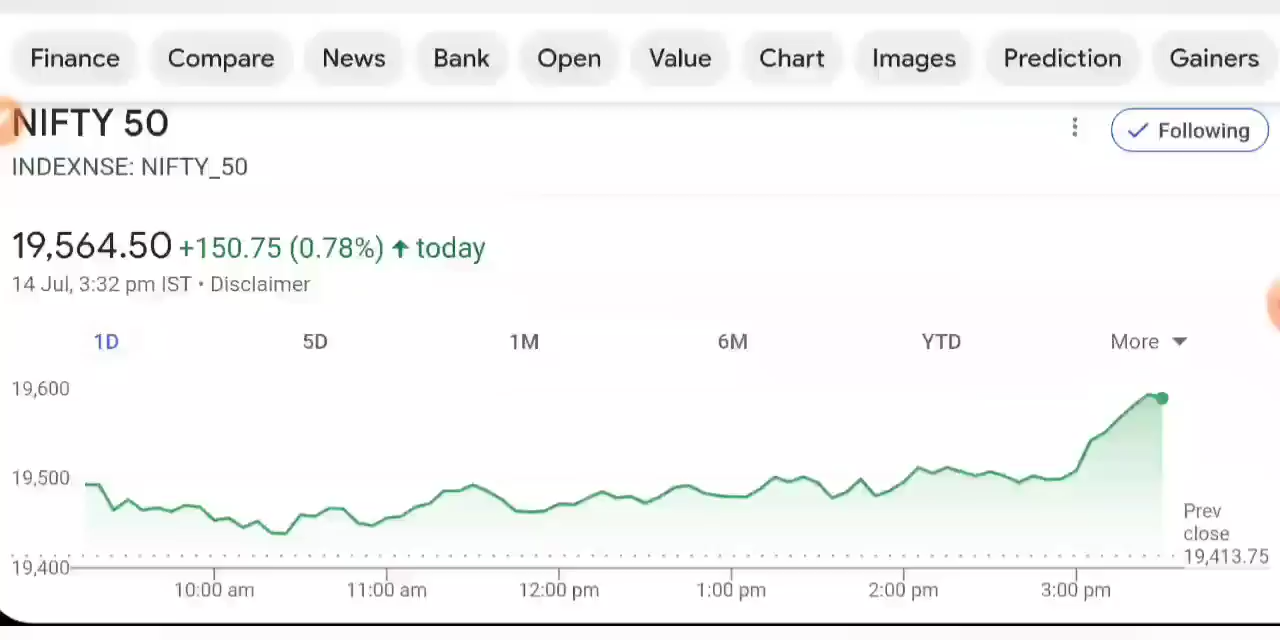 Finance Compare News Bank Open Value Chart Images Prediction Gainers
NIFTY 50
Following
INDEXNSE: NIFTY_50
19,564.50 +150.75 (0.78%) ↑ today
14 Jul, 3:32 pm IST • Disclaimer
1D 5D 1M 6M YTD More
19,600
19,500
19,400
Prev
close
19,413.75
10:00 am 11:00 am 12:00 pm 1:00 pm 2:00 pm 3:00 pm